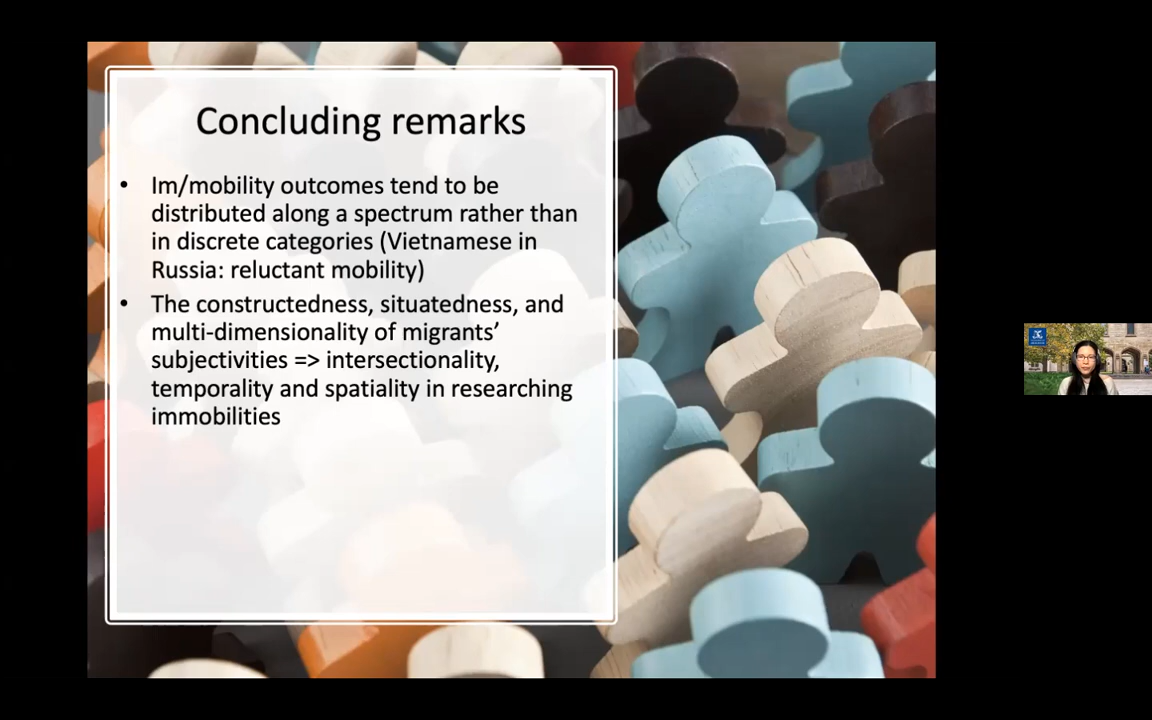 Concluding remarks
• Im/mobility outcomes tend to be
distributed along a spectrum rather than
in discrete categories (Vietnamese in
Russia: reluctant mobility)
• The constructedness, situatedness, and
multi-dimensionality of migrants’
subjectivities => intersectionality,
temporality and spatiality in researching
immobilities